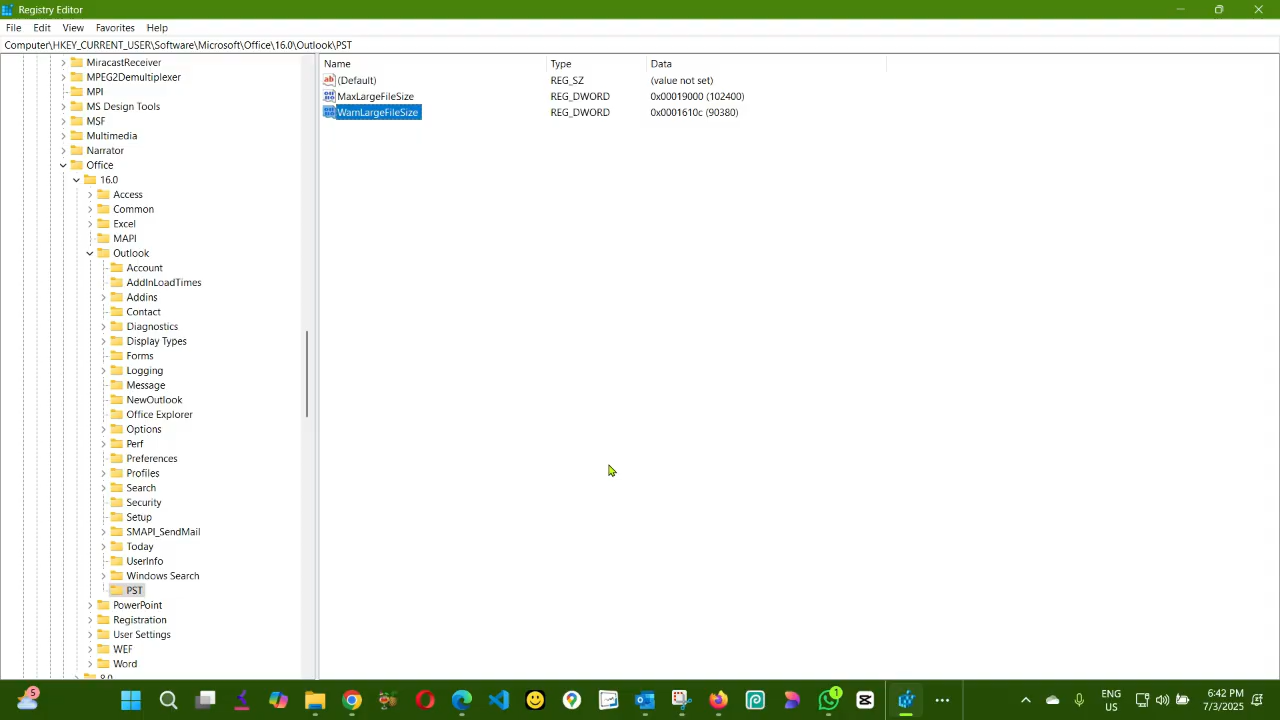 Registry Editor
File Edit View Favorites Help
Computer\HKEY_CURRENT_USER\Software\Microsoft\Office\16.0\Outlook\PST
Name Type Data
(Default) REG_SZ (value not set)
MaxLargeFileSize REG_DWORD 0x00019000 (102400)
WarnLargeFileSize REG_DWORD 0x0001610c (90380)
MiracastReceiver
MPEG2Demultiplexer
MPI
MS Design Tools
MSF
Multimedia
Narrator
Office
16.0
Access
Common
Excel
MAPI
Outlook
Account
AddInLoadTimes
Addins
Contact
Diagnostics
Display Types
Forms
Logging
Message
NewOutlook
Office Explorer
Options
Perf
Preferences
Profiles
Search
Security
Setup
SMAPI_SendMail
Today
UserInfo
Windows Search
PST
PowerPoint
Registration
User Settings
WEF
Word
8.0
5
1
ENG
US
6:42 PM
7/3/2025